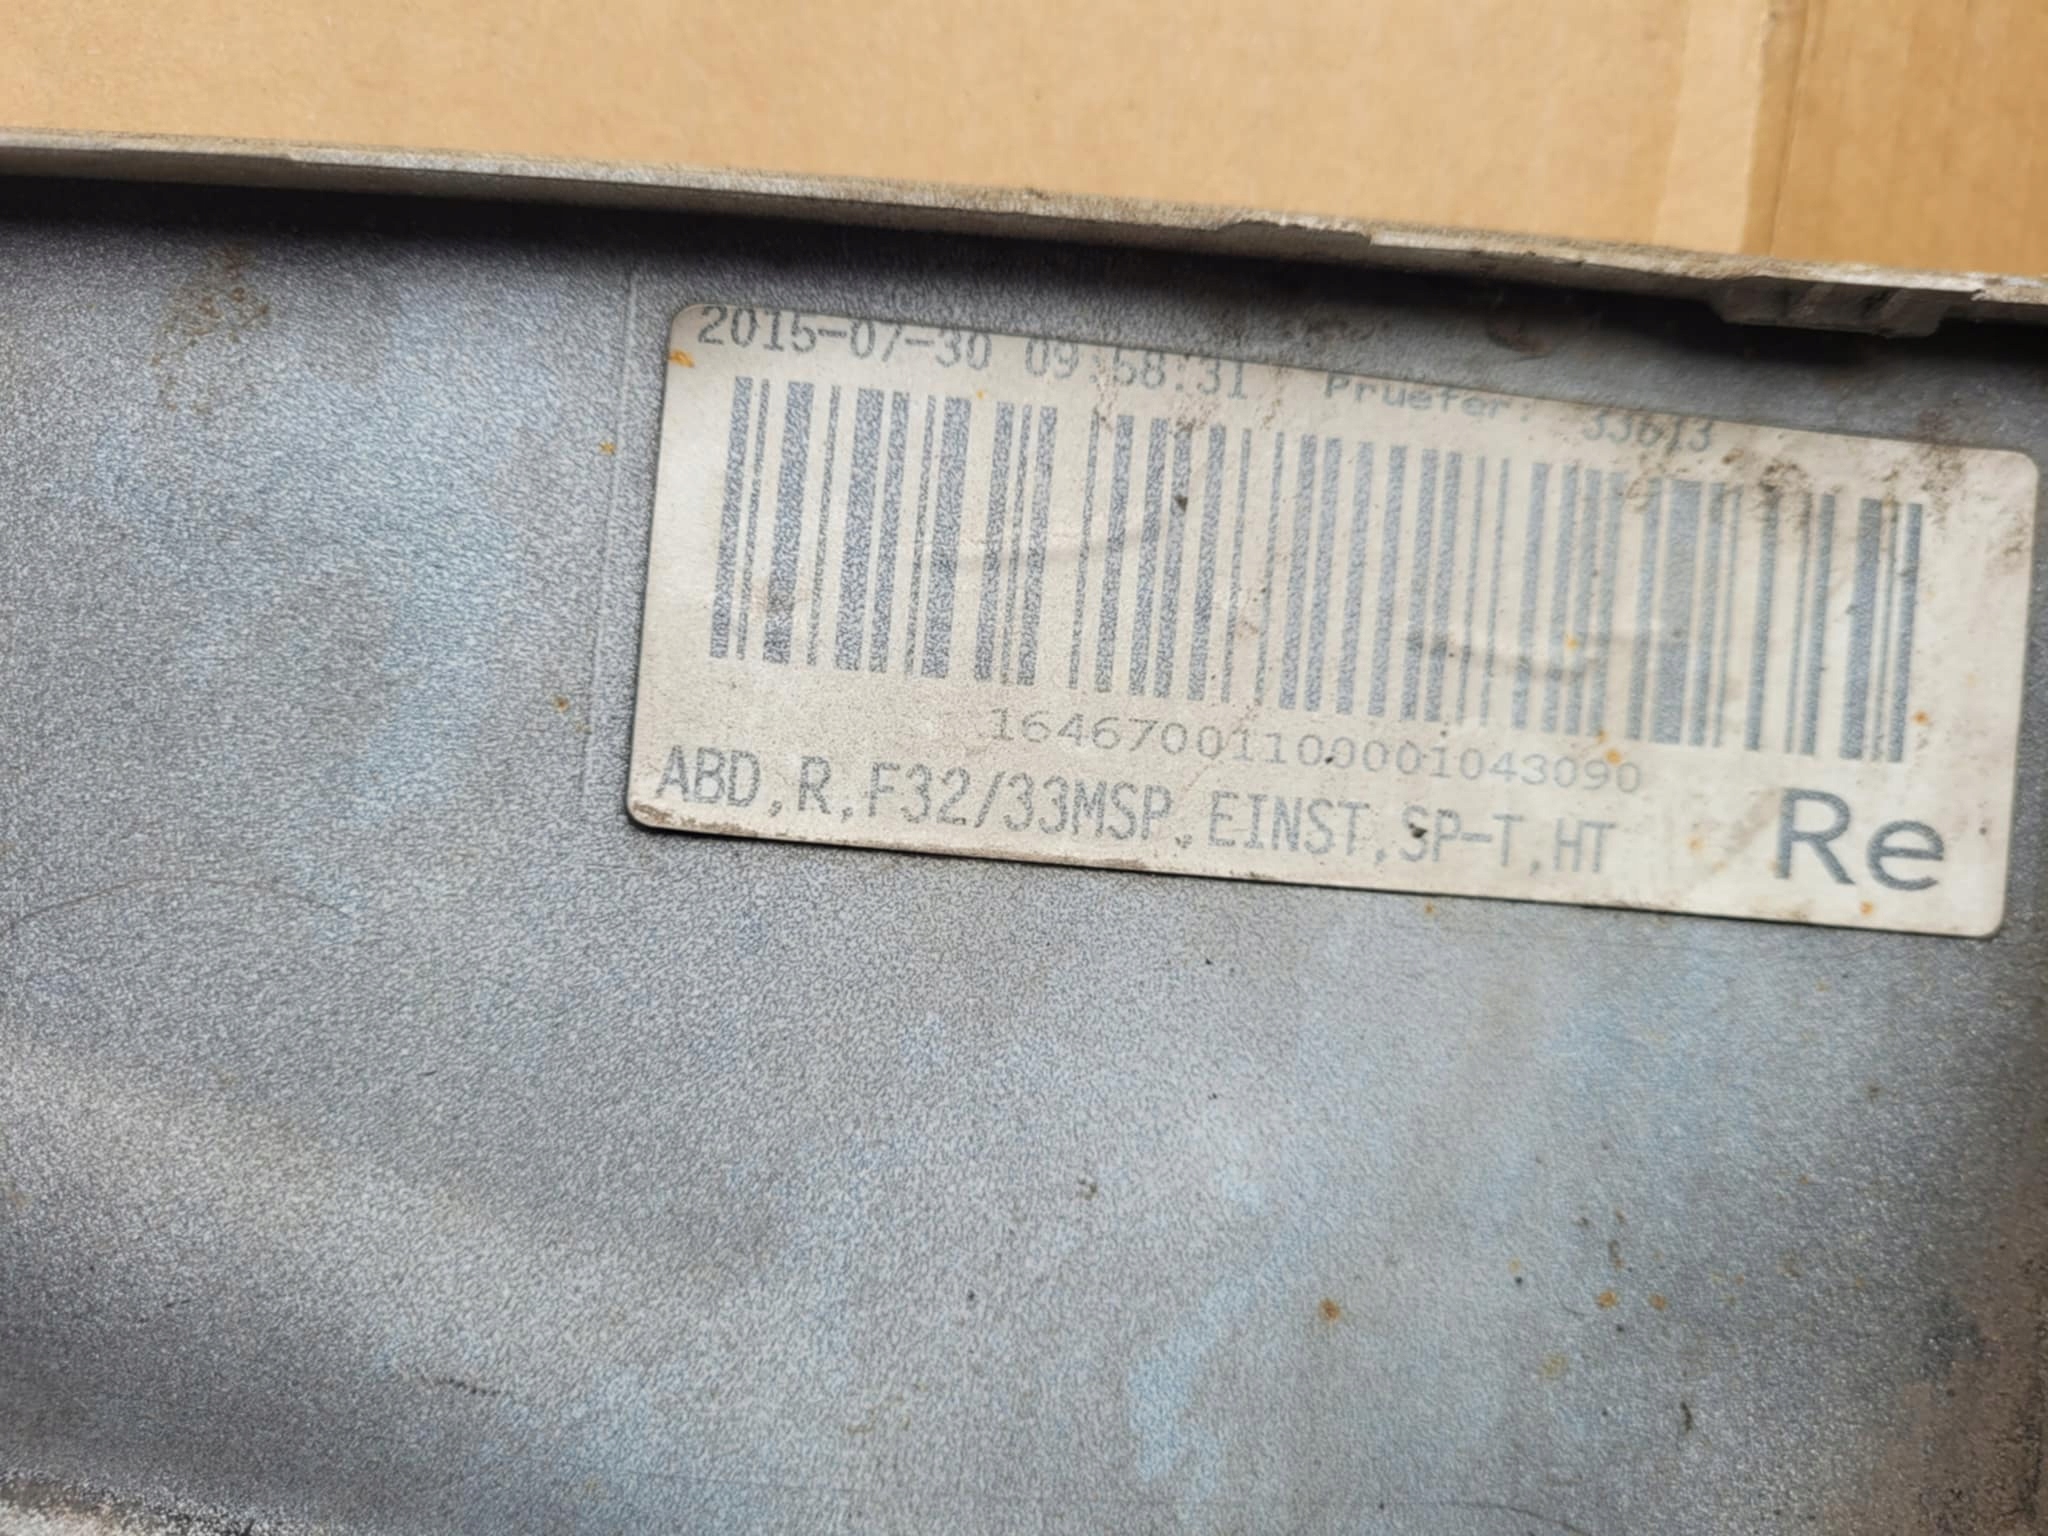 2015-07-30 09:58:31 Pruefer: 33613
16467001100001043090
ABD,R,F32/33MSP,EINST,SP-T,HT
Re